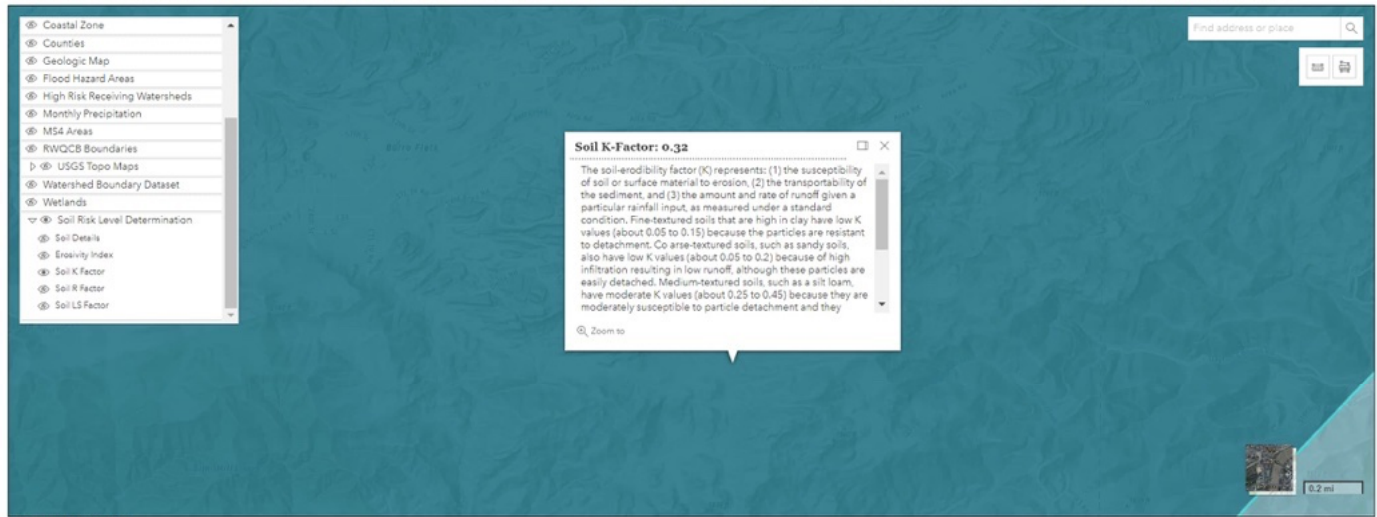 Coastal Zone
Counties
Geologic Map
Flood Hazard Areas
High Risk Receiving Watersheds
Monthly Precipitation
MS4 Areas
RWQCB Boundaries
USGS Topo Maps
Watershed Boundary Dataset
Wetlands
Soil Risk Level Determination
Soil Details
Erosivity Index
Soil K Factor
Soil R Factor
Soil LS Factor
Find address or place
Soil K-Factor: 0.32
The soil-erodibility factor (K) represents: (1) the susceptibility
of soil or surface material to erosion, (2) the transportability of
the sediment, and (3) the amount and rate of runoff given a
particular rainfall input, as measured under a standard
condition. Fine-textured soils that are high in clay have low K
values (about 0.05 to 0.15) because the particles are resistant
to detachment. Co arse-textured soils, such as sandy soils,
also have low K values (about 0.05 to 0.2) because of high
infiltration resulting in low runoff, although these particles are
easily detached. Medium-textured soils, such as a silt loam,
have moderate K values (about 0.25 to 0.45) because they are
moderately susceptible to particle detachment and they
Zoom to
0.2 mi